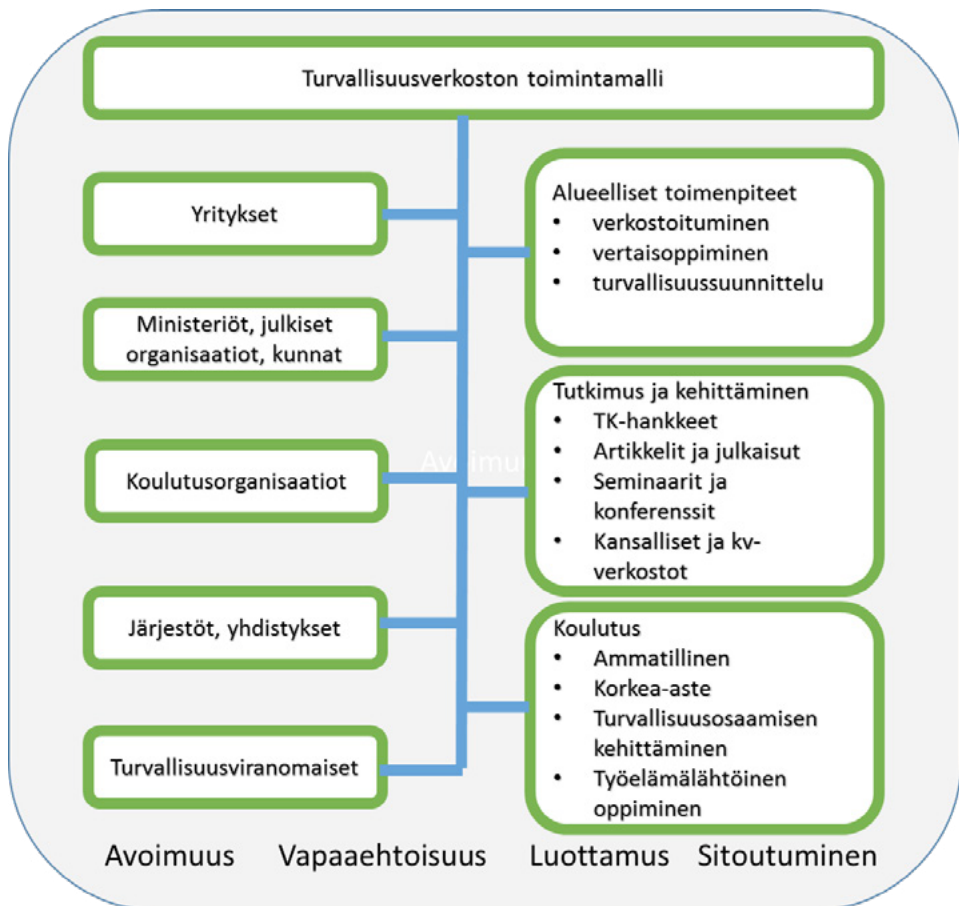 Turvallisuusverkoston toimintamalli
Yritykset
Ministeriöt, julkiset
organisaatiot, kunnat
Koulutusorganisaatiot
Järjestöt, yhdistykset
Turvallisuusviranomaiset
Alueelliset toimenpiteet
• verkostoituminen
• vertaisoppiminen
• turvallisuussuunnittelu
Tutkimus ja kehittäminen
• TK-hankkeet
• Artikkelit ja julkaisut
• Seminaarit ja
konferenssit
• Kansalliset ja kv-
verkostot
Koulutus
• Ammatillinen
• Korkea-aste
• Turvallisuusosaamisen
kehittäminen
• Työelämälähtöinen
oppiminen
Avoimuus Vapaaehtoisuus Luottamus Sitoutuminen